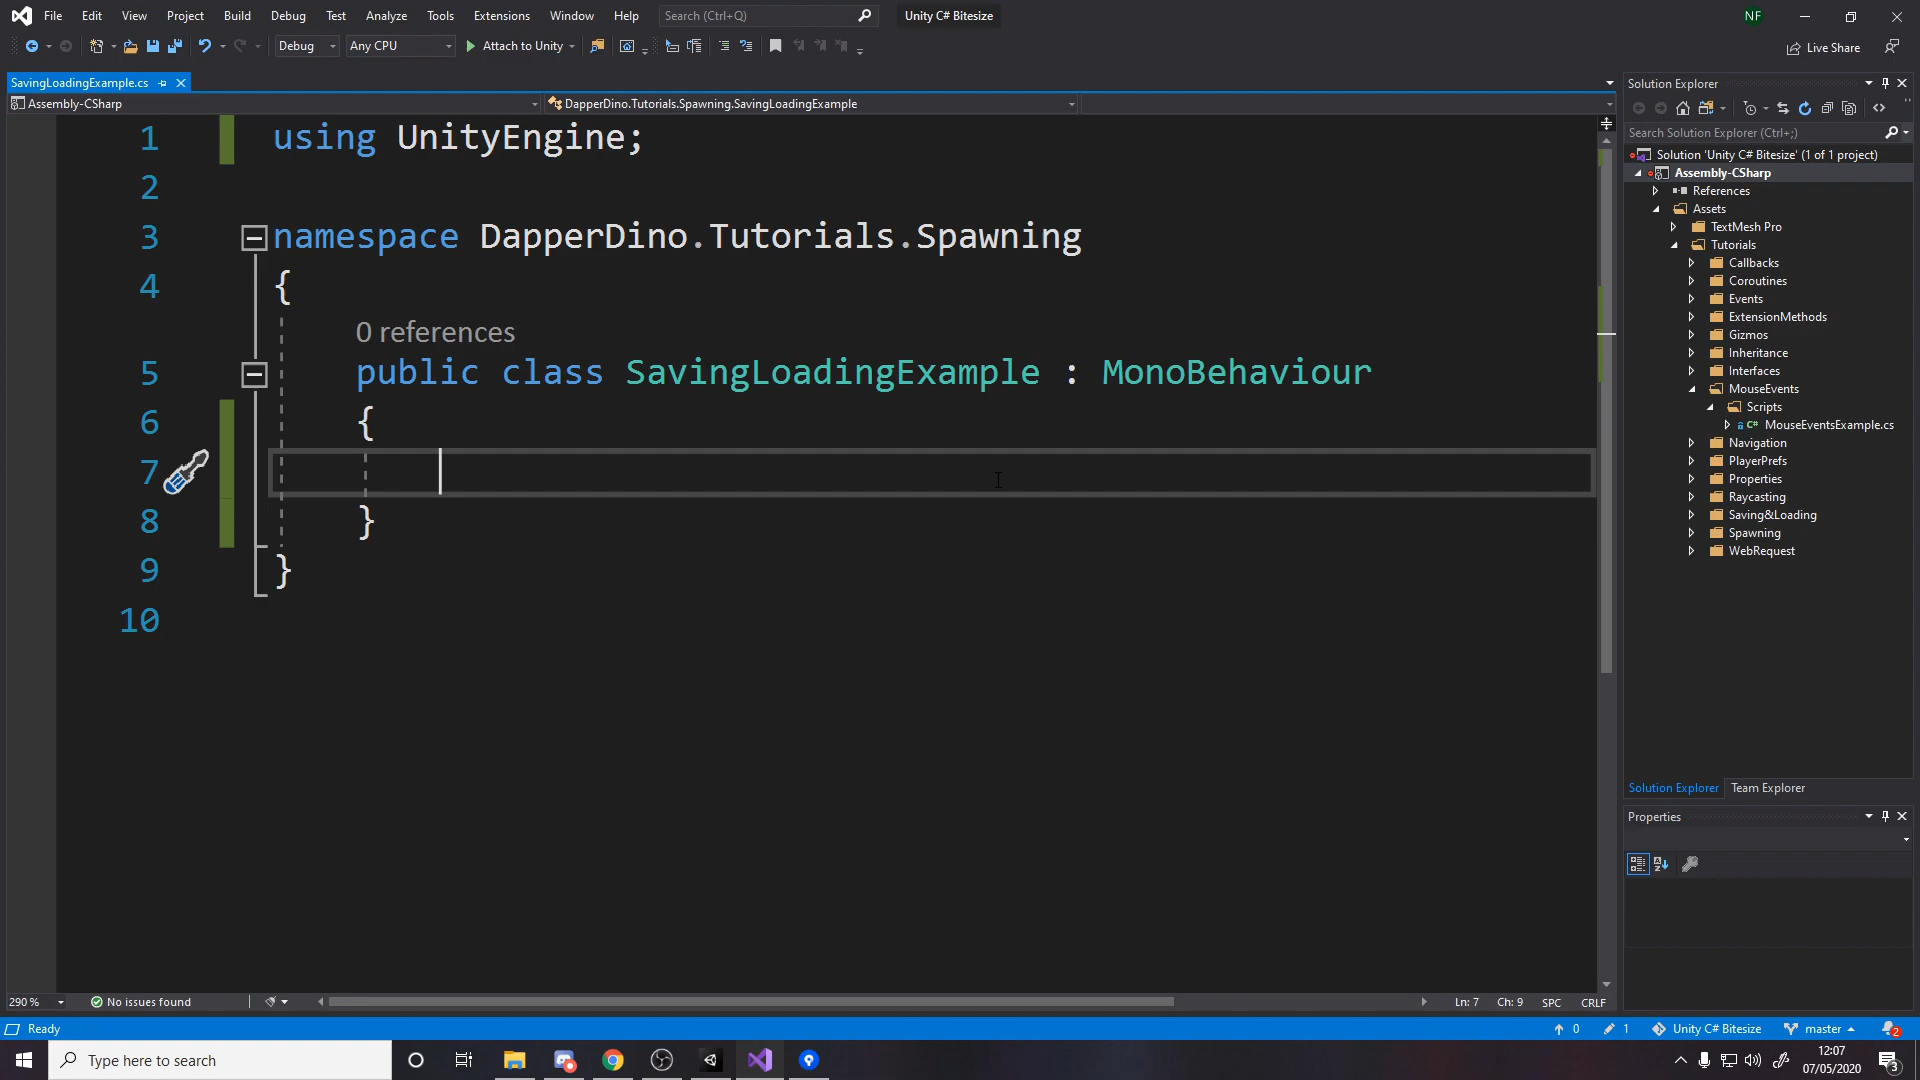 File Edit View Project Build Debug Test Analyze Tools Extensions Window Help Search (Ctrl+Q) Unity C# Bitesize NF
Debug Any CPU Attach to Unity Live Share
SavingLoadingExample.cs
Assembly-CSharp DapperDino.Tutorials.Spawning.SavingLoadingExample
1 using UnityEngine;
2
3 namespace DapperDino.Tutorials.Spawning
4 {
0 references
5 public class SavingLoadingExample : MonoBehaviour
6 {
7
8 }
9 }
10
Solution Explorer
Search Solution Explorer (Ctrl+;)
Solution 'Unity C# Bitesize' (1 of 1 project)
Assembly-CSharp
References
Assets
TextMesh Pro
Tutorials
Callbacks
Coroutines
Events
ExtensionMethods
Gizmos
Inheritance
Interfaces
MouseEvents
Scripts
C# MouseEventsExample.cs
Navigation
PlayerPrefs
Properties
Raycasting
Saving&Loading
Spawning
WebRequest
Solution Explorer Team Explorer
Properties
290 % No issues found Ln: 7 Ch: 9 SPC CRLF
Ready 0 1 Unity C# Bitesize master 2
Type here to search 12:07
07/05/2020 3